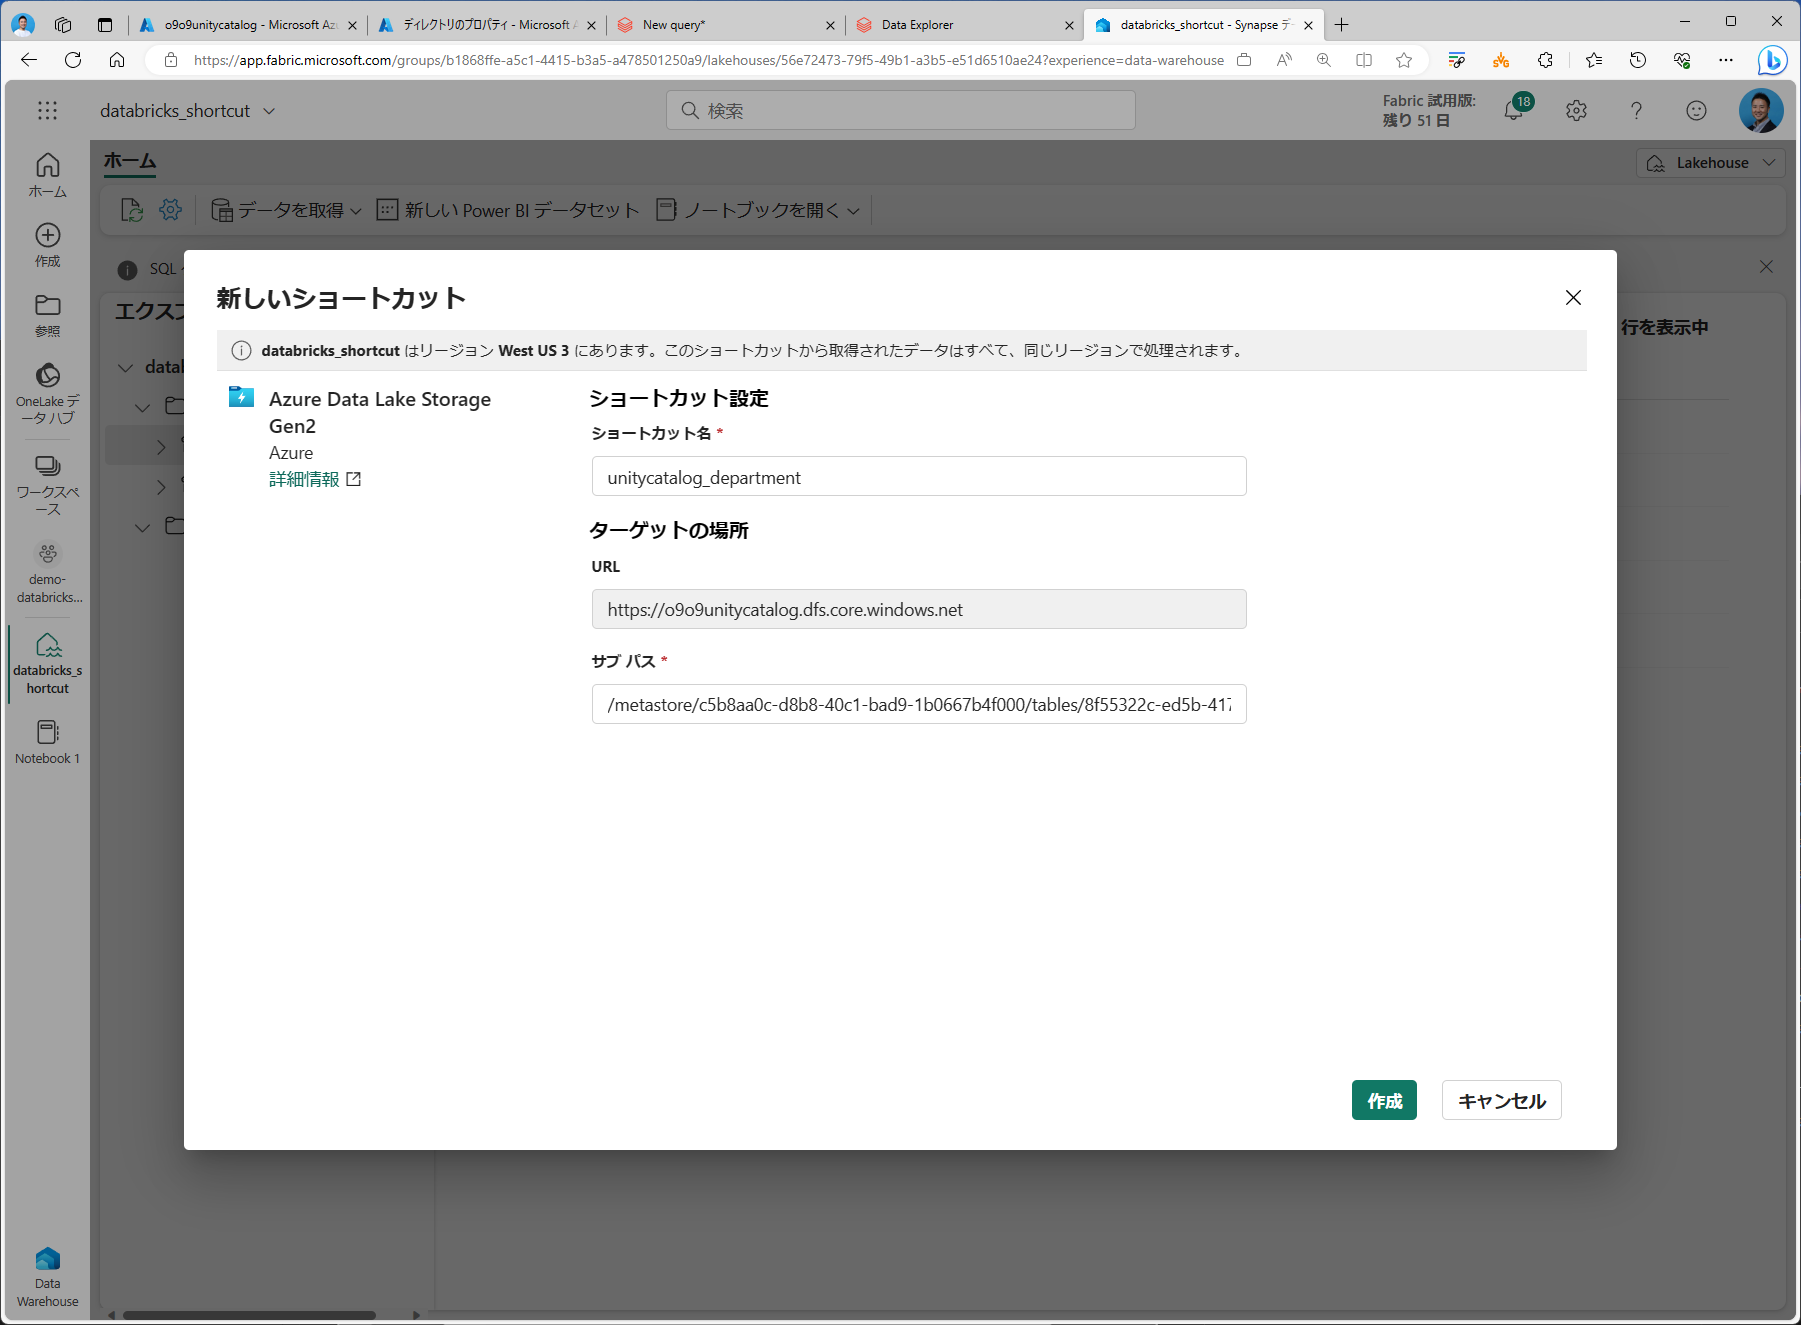 o9o9unitycatalog - Microsoft Az
ディレクトリのプロパティ - Microsoft A
New query*
Data Explorer
databricks_shortcut - Synapse デ
https://app.fabric.microsoft.com/groups/b1868ffe-a5c1-4415-b3a5-a478501250a9/lakehouses/56e72473-79f5-49b1-a3b5-e51d6510ae24?experience=data-warehouse
databricks_shortcut
検索
Fabric 試用版:
残り 51 日
18
ホーム
Lakehouse
データを取得
新しい Power BI データセット
ノートブックを開く
ホーム
作成
参照
OneLake デ
ータ ハブ
ワークスペ
ース
demo-
databricks...
databricks_s
hortcut
Notebook 1
Data
Warehouse
SQL
エクスプ
datal
行を表示中
新しいショートカット
databricks_shortcut はリージョン West US 3 にあります。このショートカットから取得されたデータはすべて、同じリージョンで処理されます。
Azure Data Lake Storage
Gen2
Azure
詳細情報
ショートカット設定
ショートカット名 *
unitycatalog_department
ターゲットの場所
URL
https://o9o9unitycatalog.dfs.core.windows.net
サブ パス *
/metastore/c5b8aa0c-d8b8-40c1-bad9-1b0667b4f000/tables/8f55322c-ed5b-417
作成
キャンセル